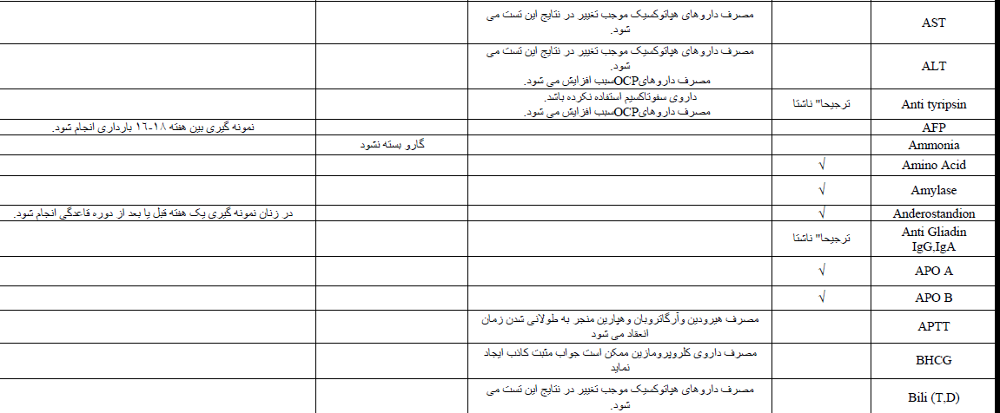 AST
مصرف داروهای هپاتوکسیک موجب تغییر در نتایج این تست می
شود.
ALT
مصرف داروهای هپاتوکسیک موجب تغییر در نتایج این تست می
شود.
مصرف داروهایOCPسبب افزایش می شود.
Anti tyripsin
ترجیحا" ناشتا
داروی سفوتاکسیم استفاده نکرده باشد.
مصرف داروهایOCPسبب افزایش می شود.
AFP
نمونه گیری بین هفته ۱۸-۱۶ بارداری انجام شود.
Ammonia
گارو بسته نشود
Amino Acid
√
Amylase
√
Anderostandion
√
در زنان نمونه گیری یک هفته قبل یا بعد از دوره قاعدگی انجام شود.
Anti Gliadin
IgG,IgA
ترجیحا" ناشتا
APO A
√
APO B
√
APTT
مصرف هیرودین وآرگاتروبان وهپارین منجر به طولانی شدن زمان
انعقاد می شود
BHCG
مصرف داروی کلروپرومازین ممکن است جواب مثبت کاذب ایجاد
نماید
Bili (T,D)
مصرف داروهای هپاتوکسیک موجب تغییر در نتایج این تست می
شود.